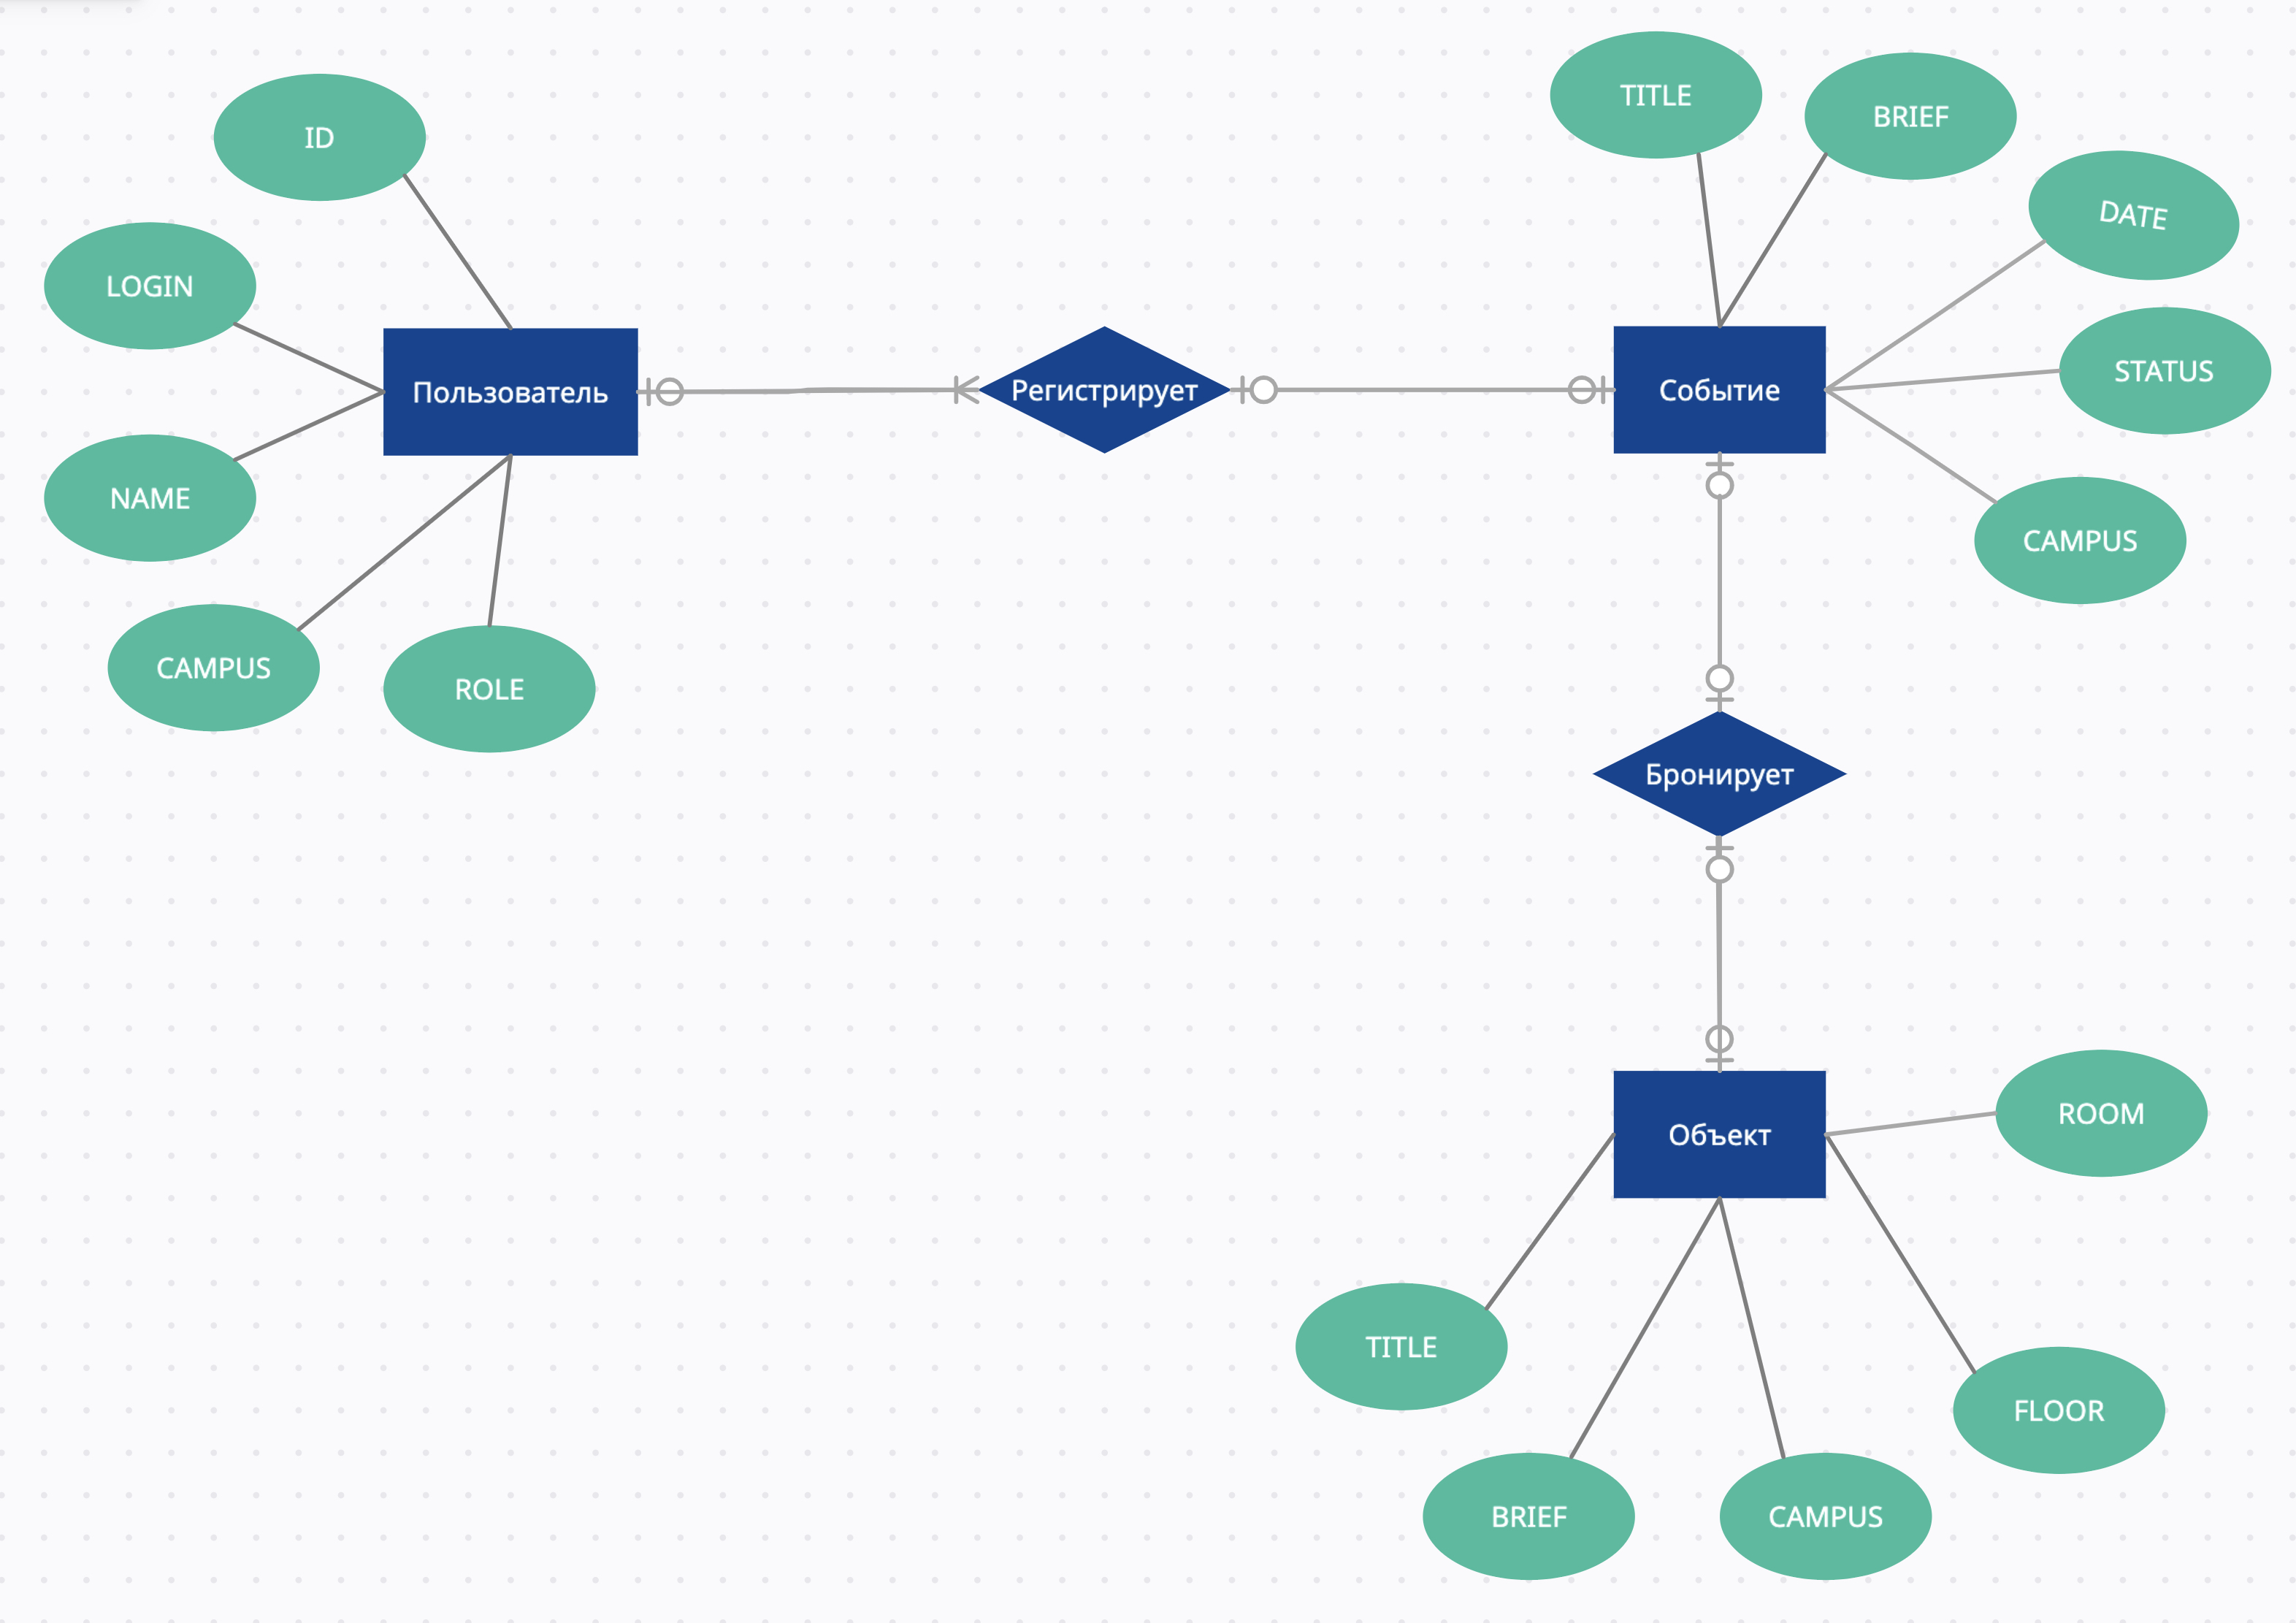 TITLE
BRIEF
ID
DATE
LOGIN
STATUS
Пользователь
Регистрирует
Событие
NAME
CAMPUS
CAMPUS
ROLE
Бронирует
ROOM
Объект
TITLE
FLOOR
BRIEF
CAMPUS